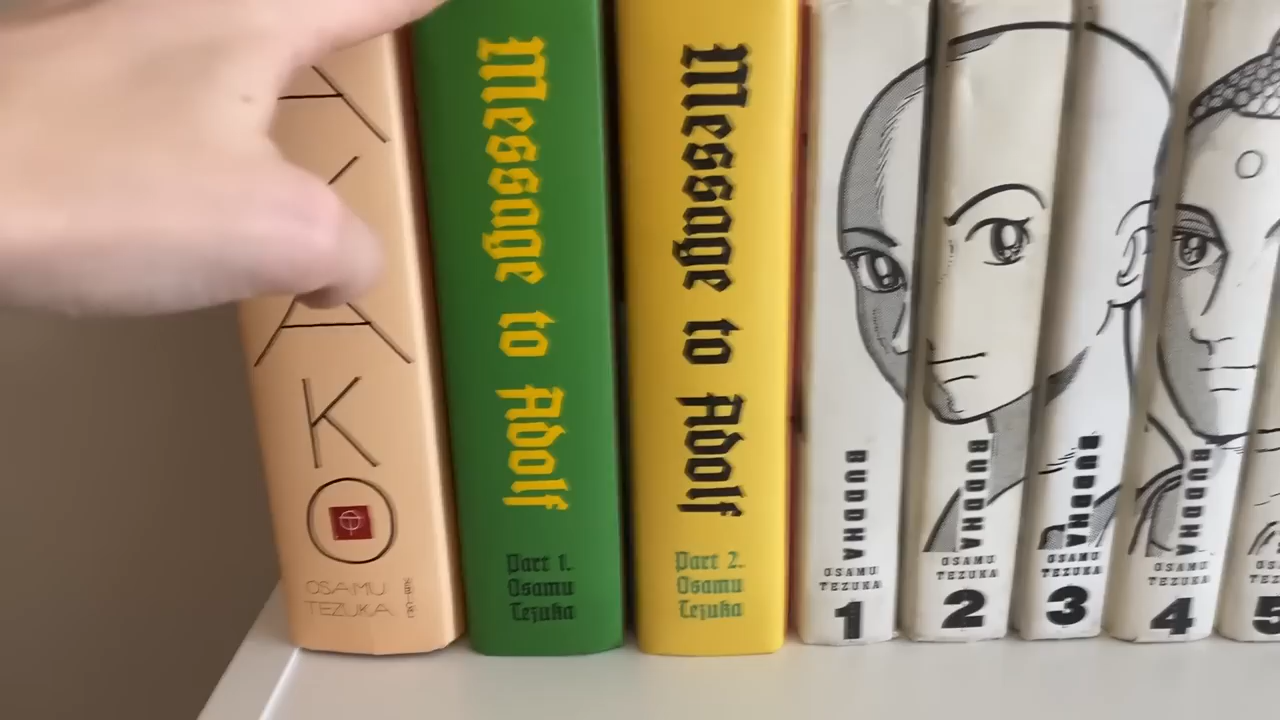 A
Y
A
K
O
OSAMU
TEZUKA
Message to Adolf
Part 1.
Osamu
Tezuka
Message to Adolf
Part 2.
Osamu
Tezuka
BUDDHA
OSAMU
TEZUKA
1
BUDDHA
OSAMU
TEZUKA
2
BUDDHA
OSAMU
TEZUKA
3
BUDDHA
OSAMU
TEZUKA
4
5